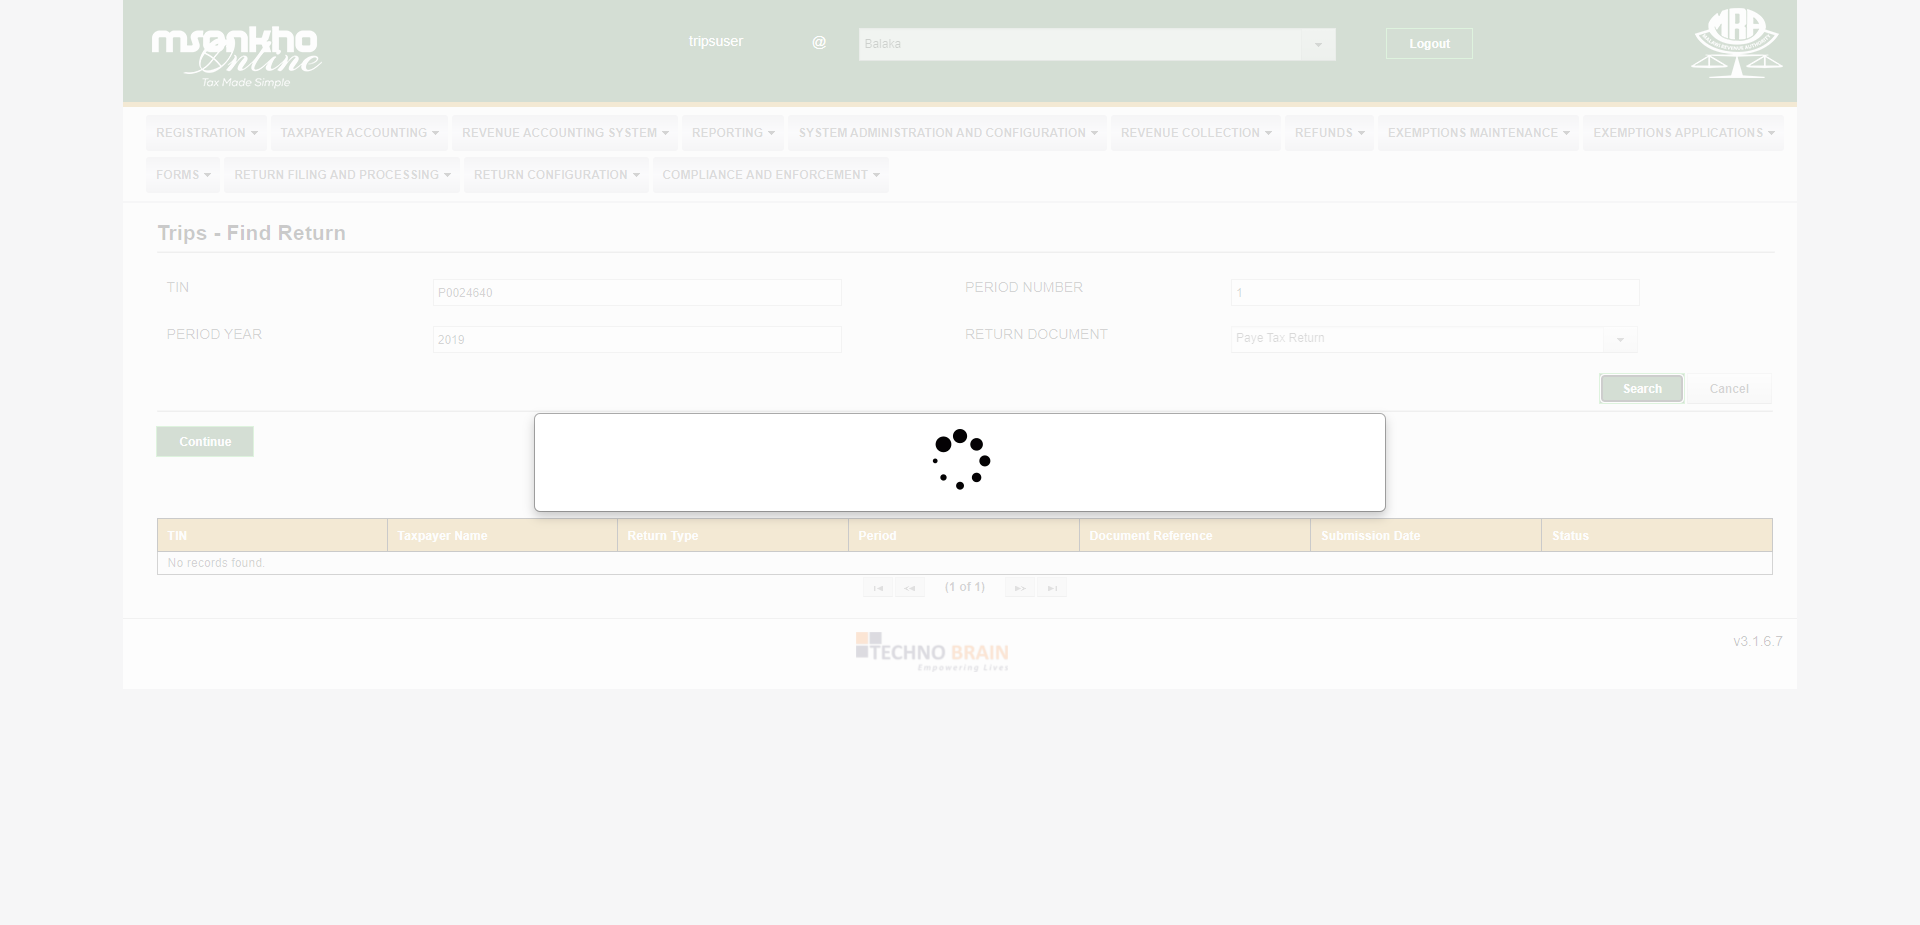 msonkho
Online
Tax Made Simple
tripsuser @ Balaka Logout
MRA
REGISTRATION TAXPAYER ACCOUNTING REVENUE ACCOUNTING SYSTEM REPORTING SYSTEM ADMINISTRATION AND CONFIGURATION REVENUE COLLECTION REFUNDS EXEMPTIONS MAINTENANCE EXEMPTIONS APPLICATIONS
FORMS RETURN FILING AND PROCESSING RETURN CONFIGURATION COMPLIANCE AND ENFORCEMENT
Trips - Find Return
TIN P0024640 PERIOD NUMBER 1
PERIOD YEAR 2019 RETURN DOCUMENT Paye Tax Return
Search Cancel
Continue
TIN Taxpayer Name Return Type Period Document Reference Submission Date Status
No records found.
(1 of 1)
TECHNO BRAIN
Empowering Lives
v3.1.6.7